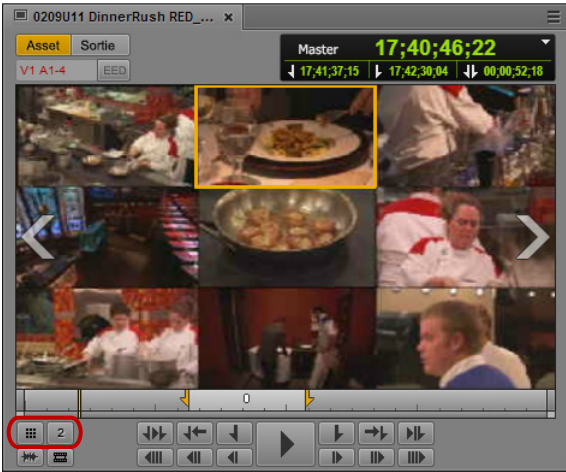 0209U11 DinnerRush RED_... ×
Asset Sortie
Master 17;40;46;22
V1 A1-4 EED
17;41;37;15 17;42;30;04 00;00;52;18
0
2